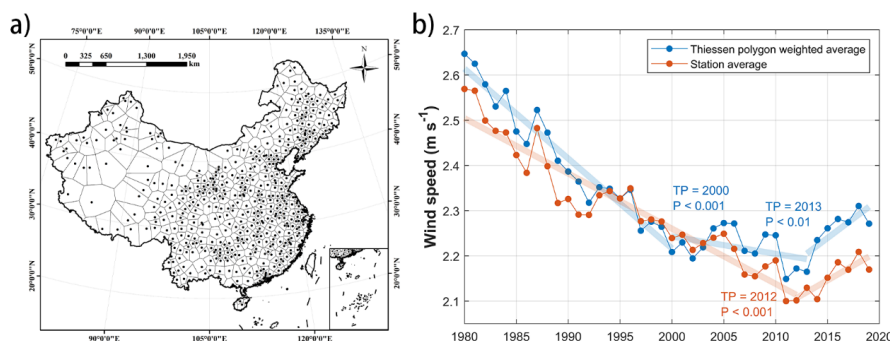 a)
75°0'0"E 90°0'0"E 105°0'0"E 120°0'0"E 135°0'0"E
0 325 650 1,300 1,950
km
N
50°0'0"N
40°0'0"N
30°0'0"N
20°0'0"N
50°0'0"N
40°0'0"N
30°0'0"N
20°0'0"N
90°0'0"E 105°0'0"E 120°0'0"E
b)
Wind speed (m s⁻¹)
2.7
2.6
2.5
2.4
2.3
2.2
2.1
Thiessen polygon weighted average
Station average
TP = 2000
P < 0.001
TP = 2013
P < 0.01
TP = 2012
P < 0.001
1980 1985 1990 1995 2000 2005 2010 2015 2020